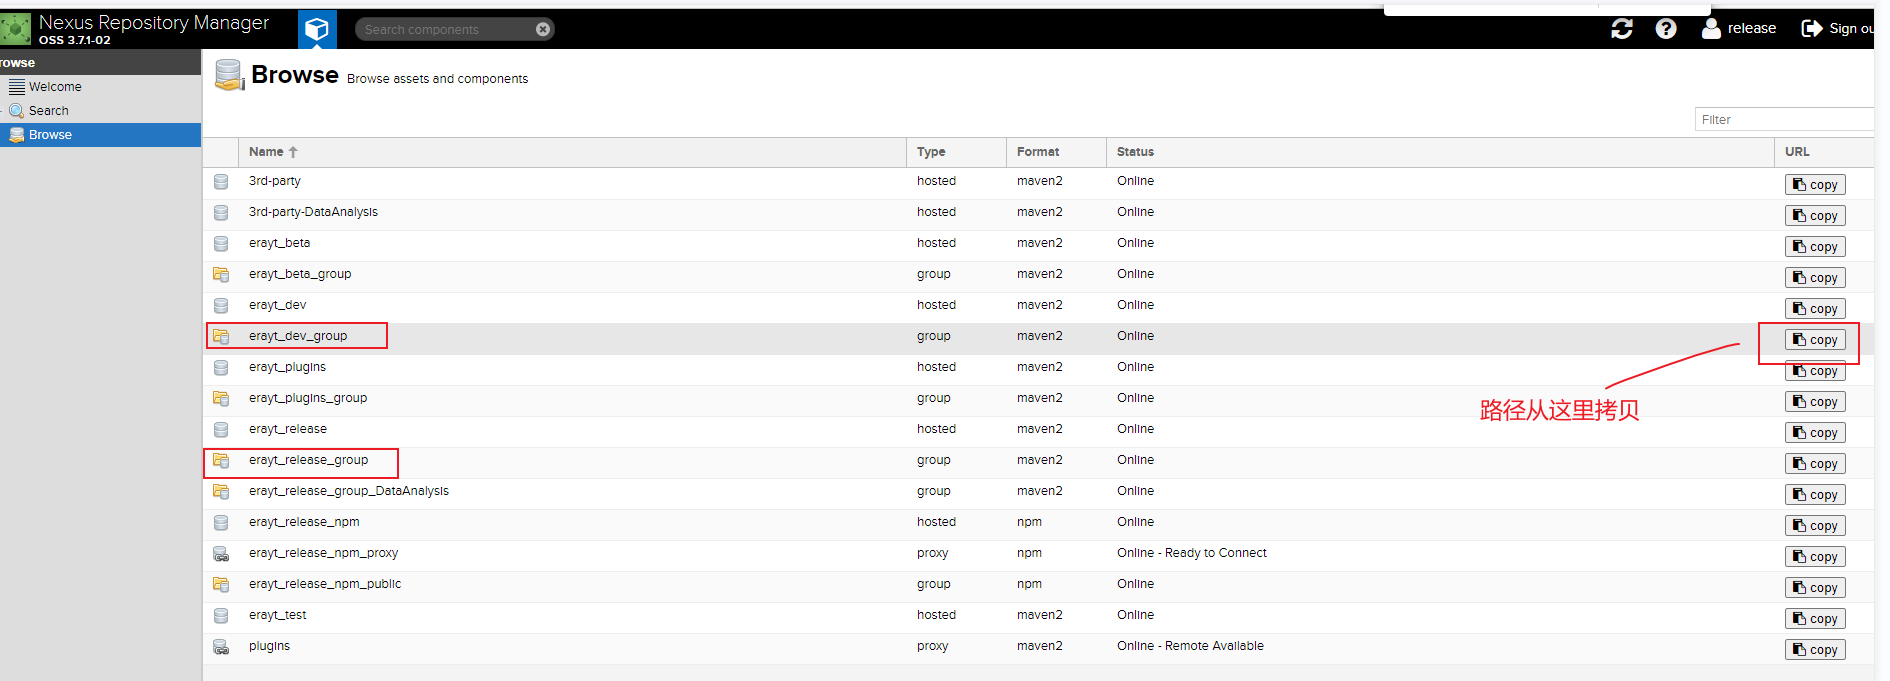 Nexus Repository Manager
OSS 3.7.1-02
Search components
release
Sign ou
rowse
Welcome
Search
Browse
Browse Browse assets and components
Filter
Name Type Format Status URL
3rd-party hosted maven2 Online copy
3rd-party-DataAnalysis hosted maven2 Online copy
erayt_beta hosted maven2 Online copy
erayt_beta_group group maven2 Online copy
erayt_dev hosted maven2 Online copy
erayt_dev_group group maven2 Online copy
erayt_plugins hosted maven2 Online copy
erayt_plugins_group group maven2 Online copy
路径从这里拷贝
erayt_release hosted maven2 Online copy
erayt_release_group group maven2 Online copy
erayt_release_group_DataAnalysis group maven2 Online copy
erayt_release_npm hosted npm Online copy
erayt_release_npm_proxy proxy npm Online - Ready to Connect copy
erayt_release_npm_public group npm Online copy
erayt_test hosted maven2 Online copy
plugins proxy maven2 Online - Remote Available copy